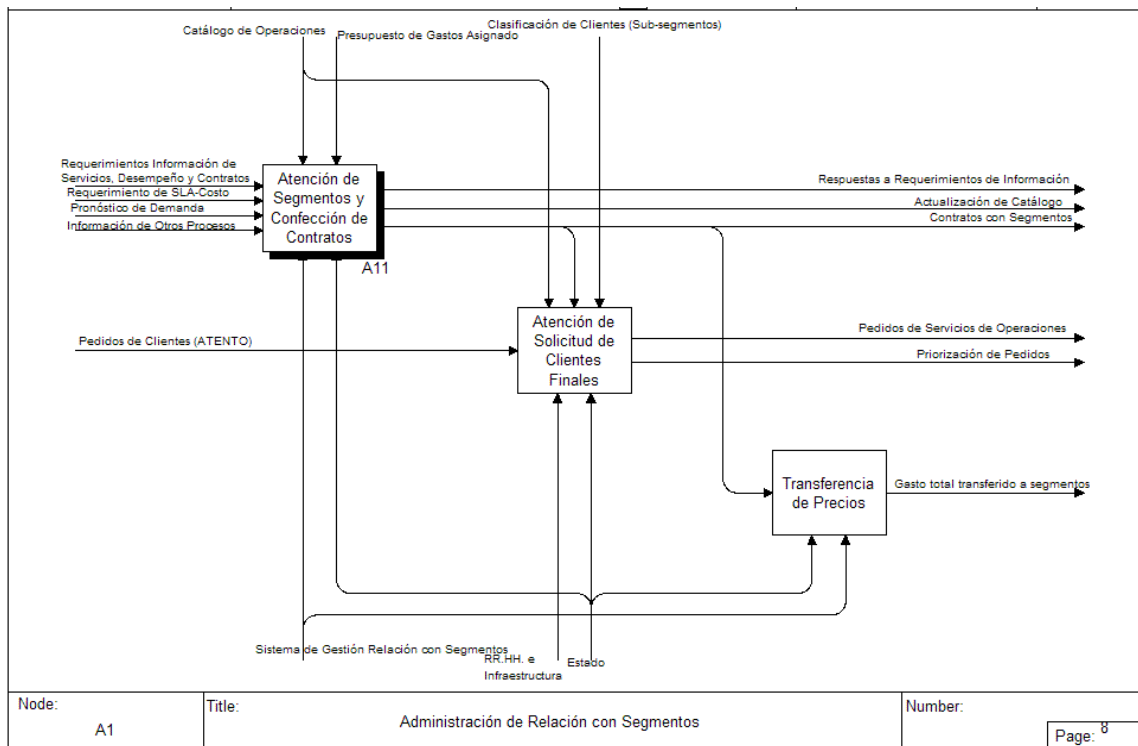 Clasificación de Clientes (Sub-segmentos)
Catálogo de Operaciones
Presupuesto de Gastos Asignado
Requerimientos Información de
Servicios, Desempeño y Contratos
Requerimiento de SLA-Costo
Pronóstico de Demanda
Información de Otros Procesos
Atención de
Segmentos y
Confección de
Contratos
A11
Respuestas a Requerimientos de Información
Actualización de Catálogo
Contratos con Segmentos
Pedidos de Clientes (ATENTO)
Atención de
Solicitud de
Clientes
Finales
Pedidos de Servicios de Operaciones
Priorización de Pedidos
Transferencia
de Precios
Gasto total transferido a segmentos
Sistema de Gestión Relación con Segmentos
RR.HH. e
Infraestructura
Estado
Node:
A1
Title:
Administración de Relación con Segmentos
Number:
Page: 8